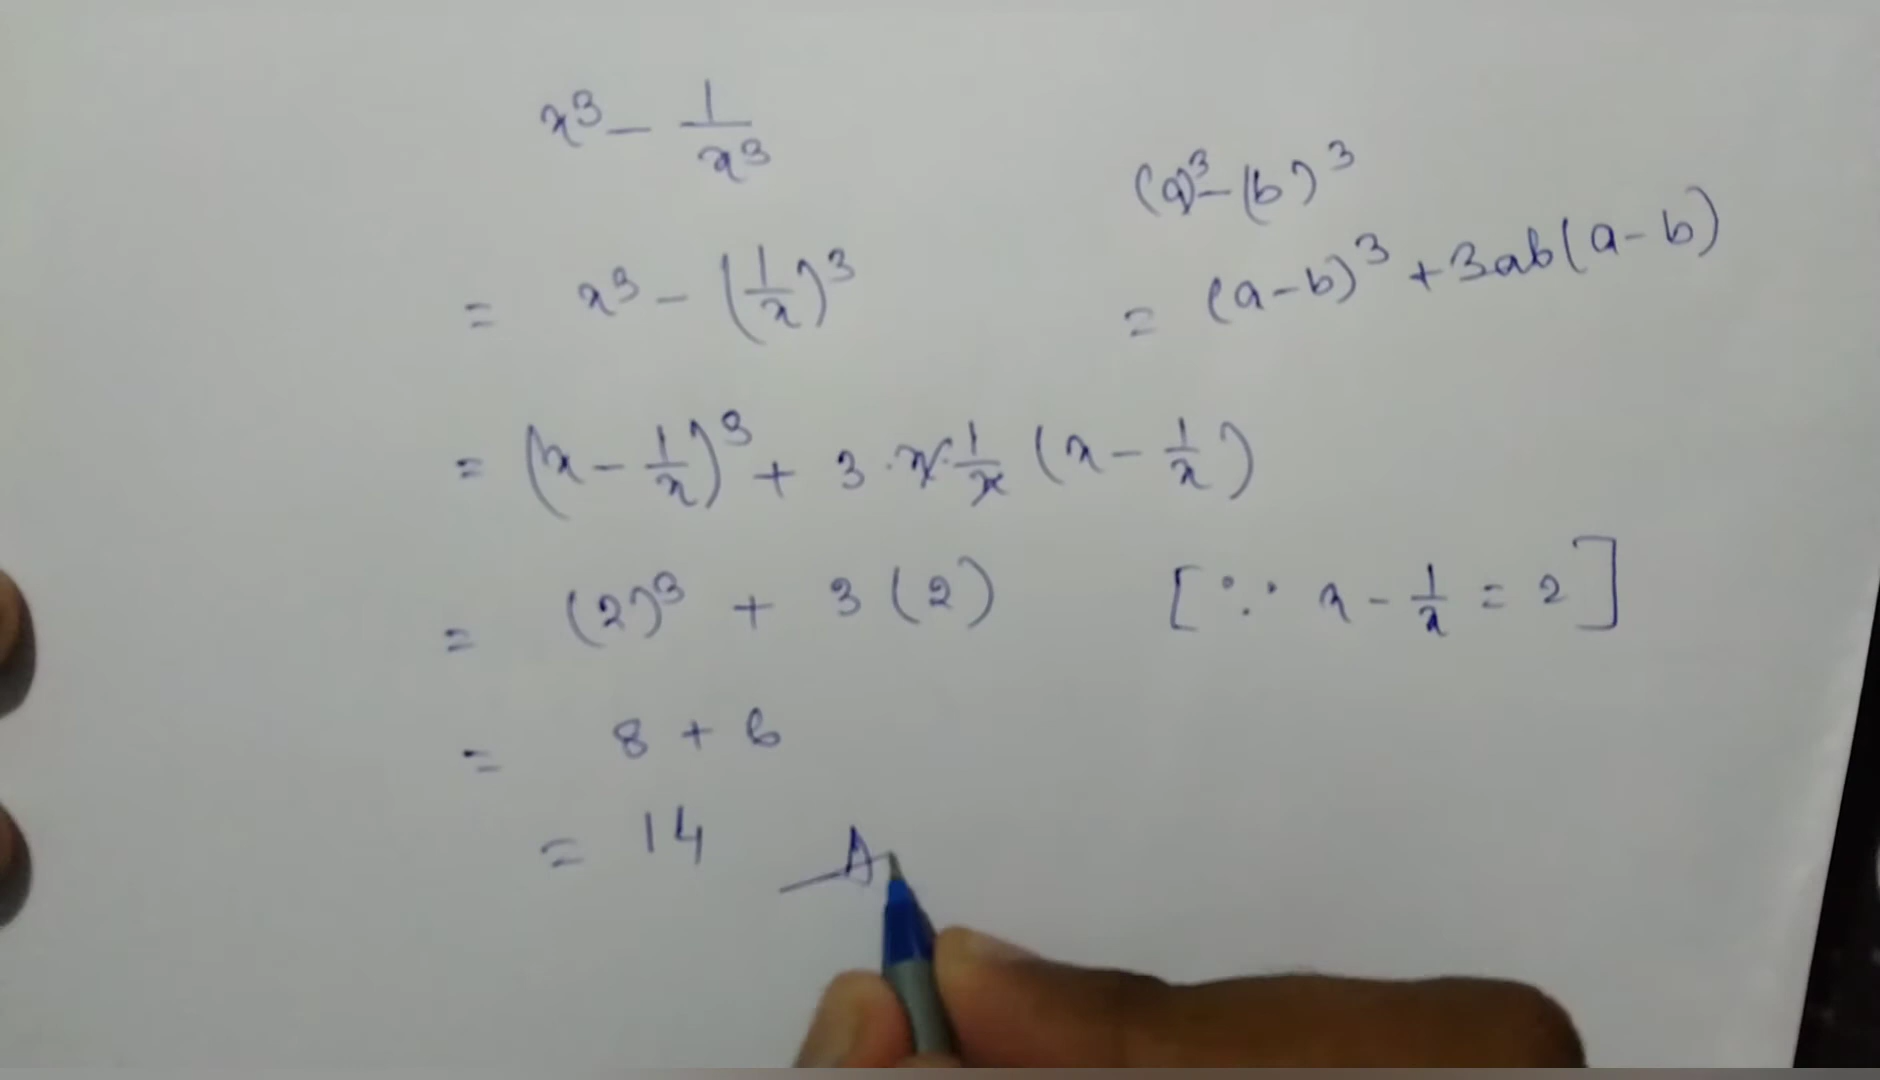 x³ - 1/x³
= x³ - (1/x)³
= (x - 1/x)³ + 3 · x · 1/x (x - 1/x)
= (2)³ + 3 (2) [∵ x - 1/x = 2]
= 8 + 6
= 14 A
(a)³ - (b)³
= (a - b)³ + 3ab(a - b)